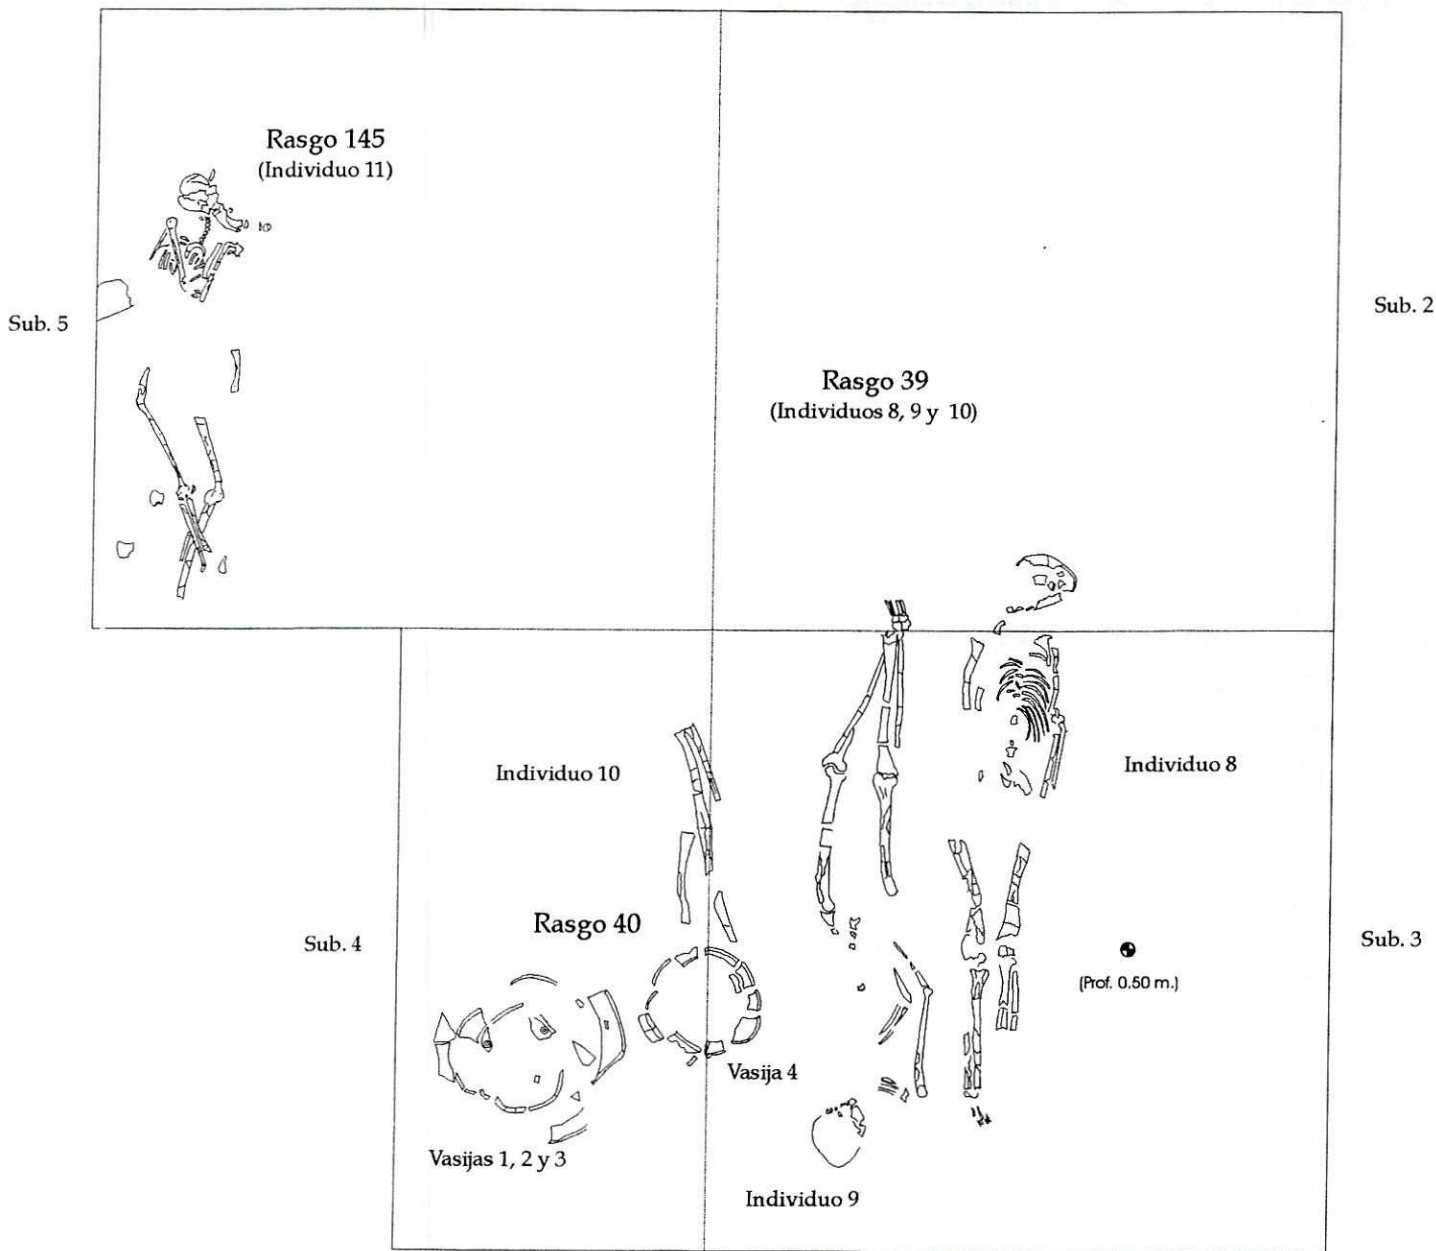 Rasgo 145
(Individuo 11)
Sub. 5
Sub. 2
Rasgo 39
(Individuos 8, 9 y 10)
Individuo 10
Individuo 8
Rasgo 40
Sub. 4
Sub. 3
(Prof. 0.50 m.)
Vasija 4
Vasijas 1, 2 y 3
Individuo 9